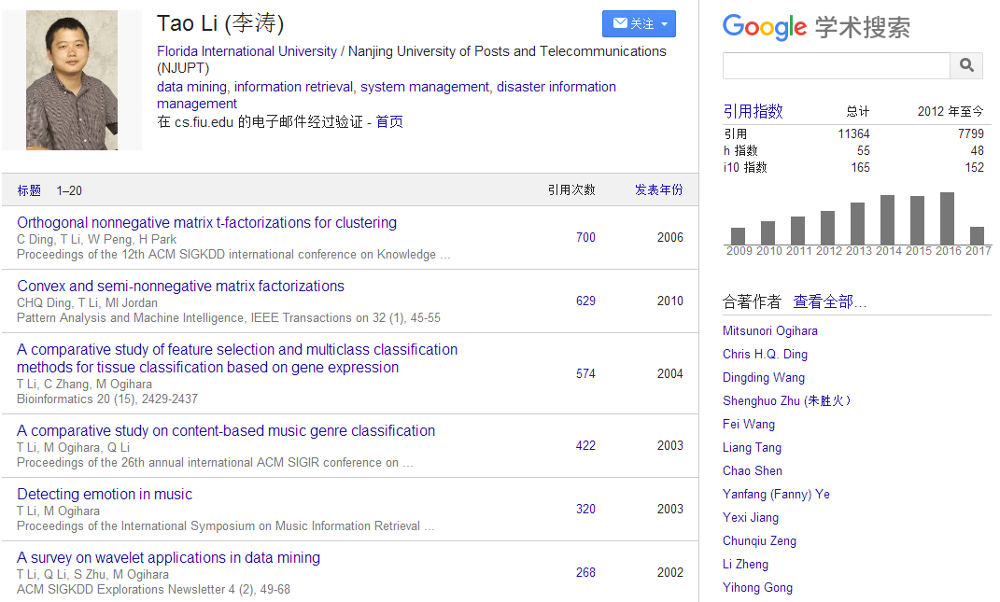 Tao Li (李涛)
关注
Florida International University / Nanjing University of Posts and Telecommunications
(NJUPT)
data mining, information retrieval, system management, disaster information
management
在 cs.fiu.edu 的电子邮件经过验证 - 首页
标题 1–20 引用次数 发表年份
Orthogonal nonnegative matrix t-factorizations for clustering
C Ding, T Li, W Peng, H Park
Proceedings of the 12th ACM SIGKDD international conference on Knowledge ...
700 2006
Convex and semi-nonnegative matrix factorizations
CHQ Ding, T Li, MI Jordan
Pattern Analysis and Machine Intelligence, IEEE Transactions on 32 (1), 45-55
629 2010
A comparative study of feature selection and multiclass classification
methods for tissue classification based on gene expression
T Li, C Zhang, M Ogihara
Bioinformatics 20 (15), 2429-2437
574 2004
A comparative study on content-based music genre classification
T Li, M Ogihara, Q Li
Proceedings of the 26th annual international ACM SIGIR conference on ...
422 2003
Detecting emotion in music
T Li, M Ogihara
Proceedings of the International Symposium on Music Information Retrieval ...
320 2003
A survey on wavelet applications in data mining
T Li, Q Li, S Zhu, M Ogihara
ACM SIGKDD Explorations Newsletter 4 (2), 49-68
268 2002
Google 学术搜索
引用指数 总计 2012 年至今
引用 11364 7799
h 指数 55 48
i10 指数 165 152
2009 2010 2011 2012 2013 2014 2015 2016 2017
合著作者 查看全部...
Mitsunori Ogihara
Chris H.Q. Ding
Dingding Wang
Shenghuo Zhu (朱胜火）
Fei Wang
Liang Tang
Chao Shen
Yanfang (Fanny) Ye
Yexi Jiang
Chunqiu Zeng
Li Zheng
Yihong Gong